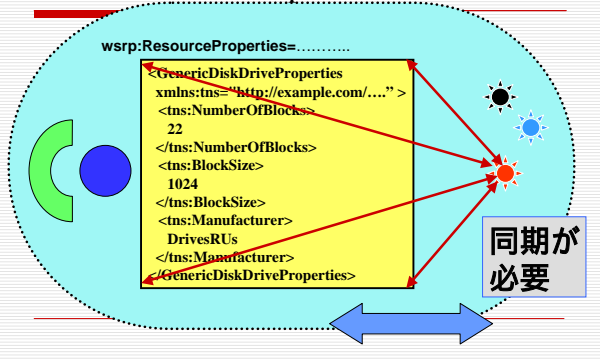 wsrp:ResourceProperties=………..
<GenericDiskDriveProperties
xmlns:tns="http://example.com/…." >
<tns:NumberOfBlocks>
22
</tns:NumberOfBlocks>
<tns:BlockSize>
1024
</tns:BlockSize>
<tns:Manufacturer>
DrivesRUs
</tns:Manufacturer>
</GenericDiskDriveProperties>
同期が
必要